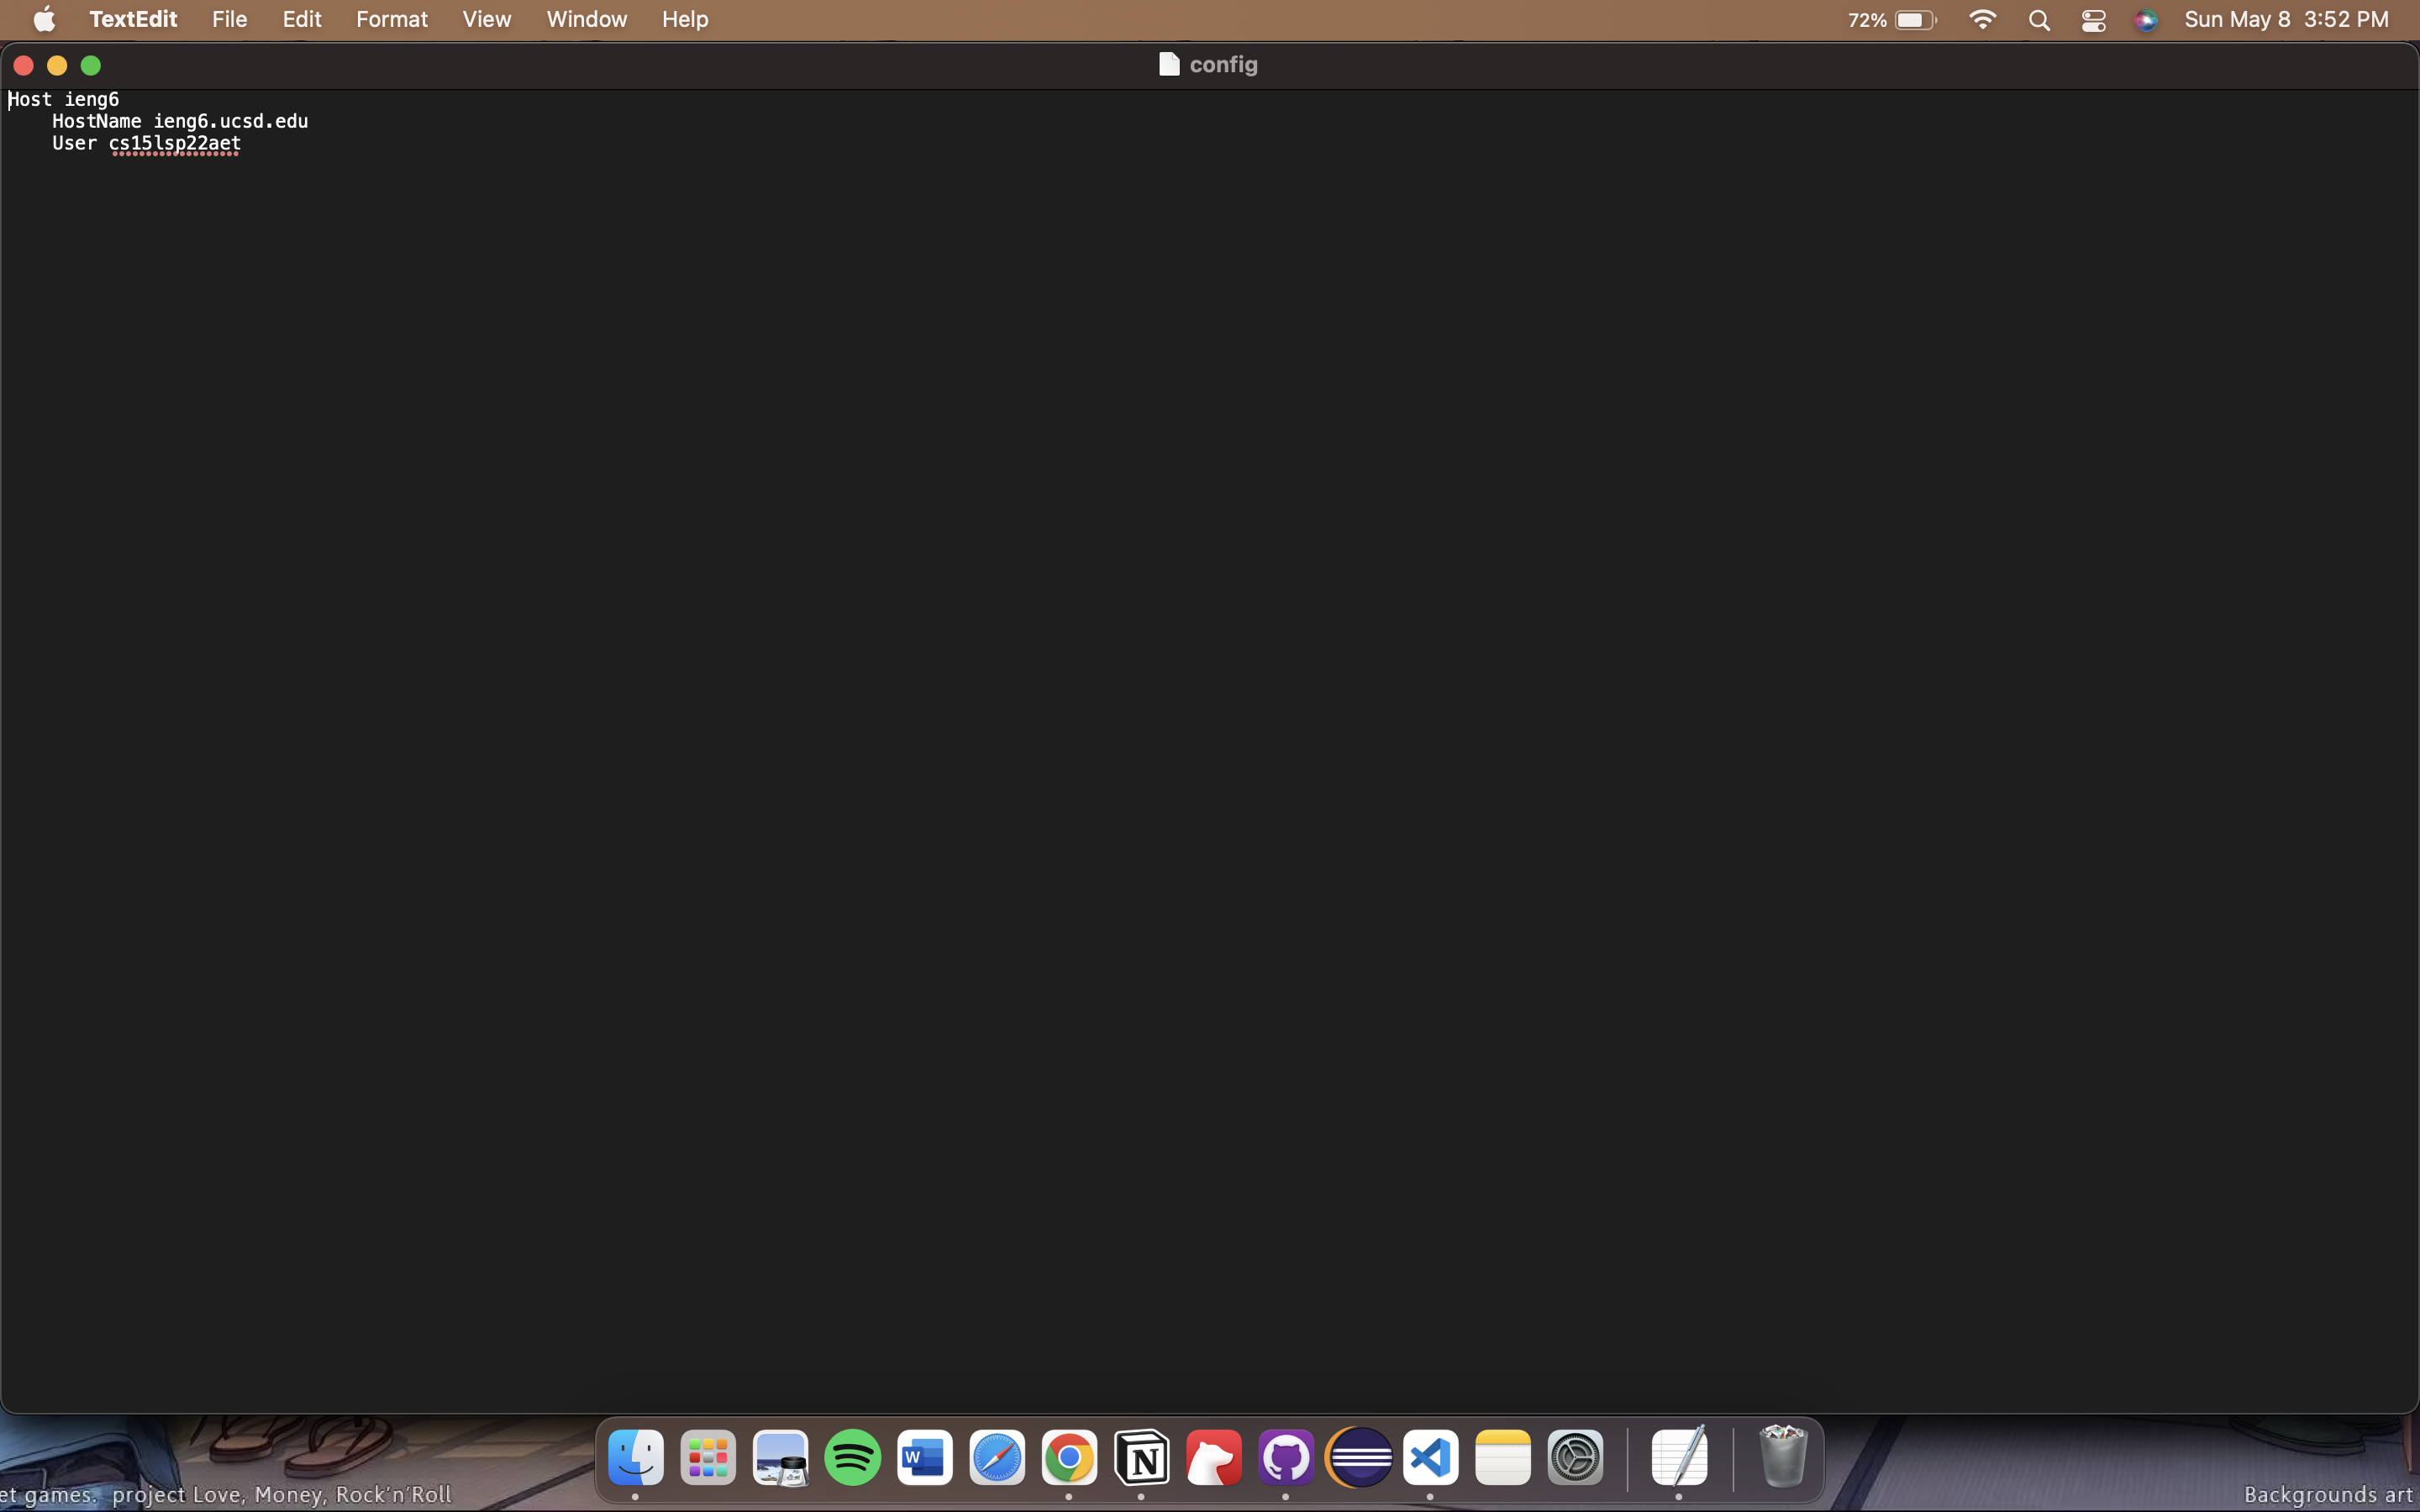 TextEdit File Edit Format View Window Help 72% Sun May 8 3:52 PM
config
Host ieng6
    HostName ieng6.ucsd.edu
    User cs15lsp22aet
W N
et games. project Love, Money, Rock'n'Roll
Backgrounds art